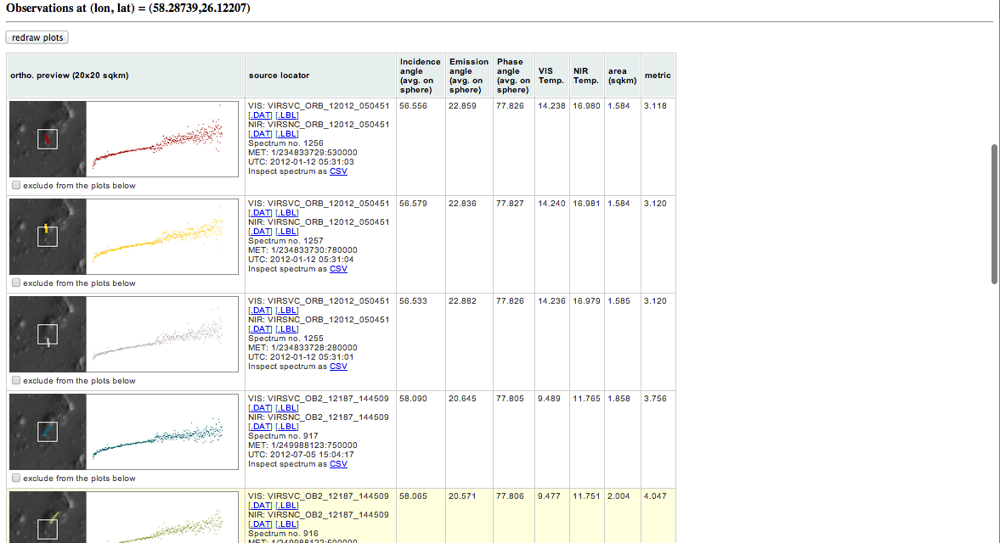 Observations at (lon, lat) = (58.28739,26.12207)
redraw plots
ortho. preview (20x20 sqkm) source locator Incidence angle (avg. on sphere) Emission angle (avg. on sphere) Phase angle (avg. on sphere) VIS Temp. NIR Temp. area (sqkm) metric
VIS: VIRSVC_ORB_12012_050451 56.556 22.859 77.826 14.238 16.980 1.584 3.118
[.DAT] [.LBL]
NIR: VIRSNC_ORB_12012_050451
[.DAT] [.LBL]
Spectrum no. 1256
MET: 1/234833729:530000
UTC: 2012-01-12 05:31:03
Inspect spectrum as CSV
exclude from the plots below
VIS: VIRSVC_ORB_12012_050451 56.579 22.836 77.827 14.240 16.981 1.584 3.120
[.DAT] [.LBL]
NIR: VIRSNC_ORB_12012_050451
[.DAT] [.LBL]
Spectrum no. 1257
MET: 1/234833730:780000
UTC: 2012-01-12 05:31:04
Inspect spectrum as CSV
exclude from the plots below
VIS: VIRSVC_ORB_12012_050451 56.533 22.882 77.826 14.236 16.979 1.585 3.120
[.DAT] [.LBL]
NIR: VIRSNC_ORB_12012_050451
[.DAT] [.LBL]
Spectrum no. 1255
MET: 1/234833728:280000
UTC: 2012-01-12 05:31:01
Inspect spectrum as CSV
exclude from the plots below
VIS: VIRSVC_OB2_12187_144509 58.090 20.645 77.805 9.489 11.765 1.858 3.756
[.DAT] [.LBL]
NIR: VIRSNC_OB2_12187_144509
[.DAT] [.LBL]
Spectrum no. 917
MET: 1/249988123:750000
UTC: 2012-07-05 15:04:17
Inspect spectrum as CSV
exclude from the plots below
VIS: VIRSVC_OB2_12187_144509 58.065 20.571 77.806 9.477 11.751 2.004 4.047
[.DAT] [.LBL]
NIR: VIRSNC_OB2_12187_144509
[.DAT] [.LBL]
Spectrum no. 916
MET: 1/249988122:500000